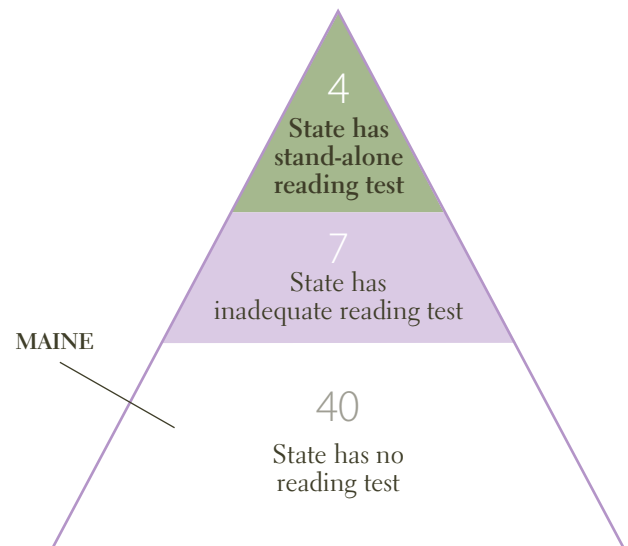 4
State has
stand-alone
reading test
7
State has
inadequate reading test
MAINE
40
State has no
reading test